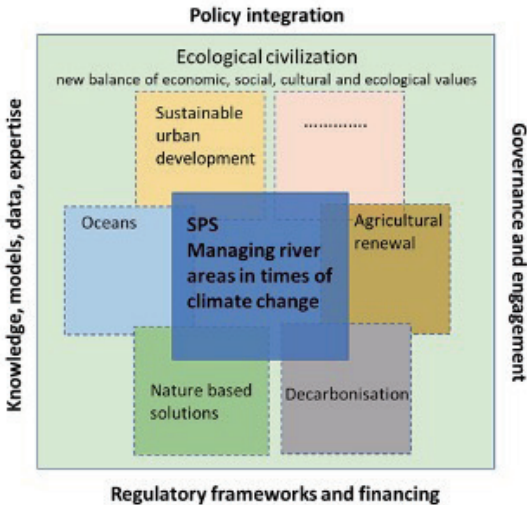 Policy integration
Ecological civilization
new balance of economic, social, cultural and ecological values
Sustainable
urban
development
.............
Oceans
SPS
Managing river
areas in times of
climate change
Agricultural
renewal
Nature based
solutions
Decarbonisation
Knowledge, models, data, expertise
Governance and engagement
Regulatory frameworks and financing